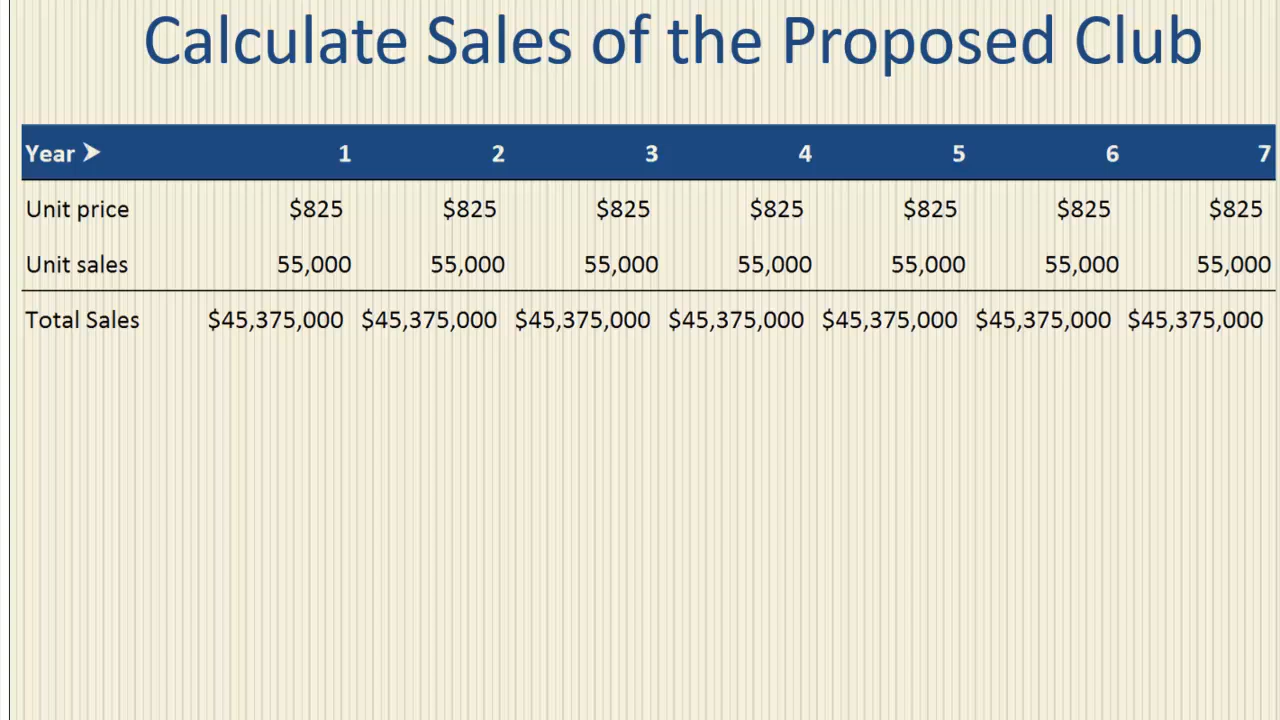 Calculate Sales of the Proposed Club
Year ➤ 1 2 3 4 5 6 7
Unit price $825 $825 $825 $825 $825 $825 $825
Unit sales 55,000 55,000 55,000 55,000 55,000 55,000 55,000
Total Sales $45,375,000 $45,375,000 $45,375,000 $45,375,000 $45,375,000 $45,375,000 $45,375,000